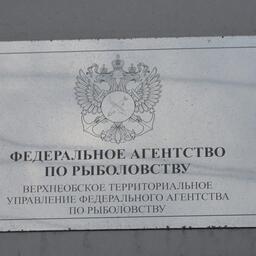 ФЕДЕРАЛЬНОЕ АГЕНТСТВО
ПО РЫБОЛОВСТВУ
ВЕРХНЕОБСКОЕ ТЕРРИТОРИАЛЬНОЕ
УПРАВЛЕНИЕ ФЕДЕРАЛЬНОГО АГЕНТСТВА
ПО РЫБОЛОВСТВУ